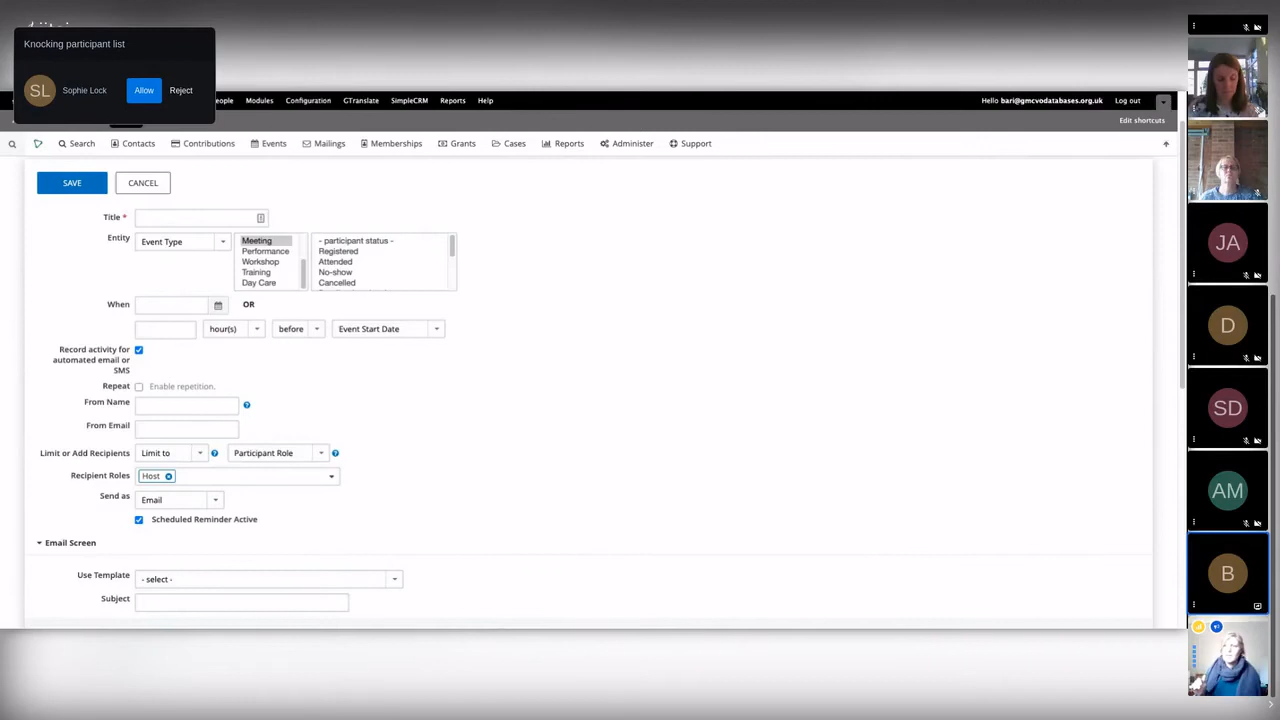 Knocking participant list
SL Sophie Lock Allow Reject
eople Modules Configuration GTranslate SimpleCRM Reports Help Hello bari@gmcvodatabases.org.uk Log out
Edit shortcuts
Search Contacts Contributions Events Mailings Memberships Grants Cases Reports Administer Support
SAVE CANCEL
Title *
Entity Event Type Meeting - participant status -
Performance Registered
Workshop Attended
Training No-show
Day Care Cancelled
When OR
hour(s) before Event Start Date
Record activity for
automated email or
SMS
Repeat Enable repetition.
From Name
From Email
Limit or Add Recipients Limit to Participant Role
Recipient Roles Host
Send as Email
Scheduled Reminder Active
Email Screen
Use Template - select -
Subject
JA
D
SD
AM
B